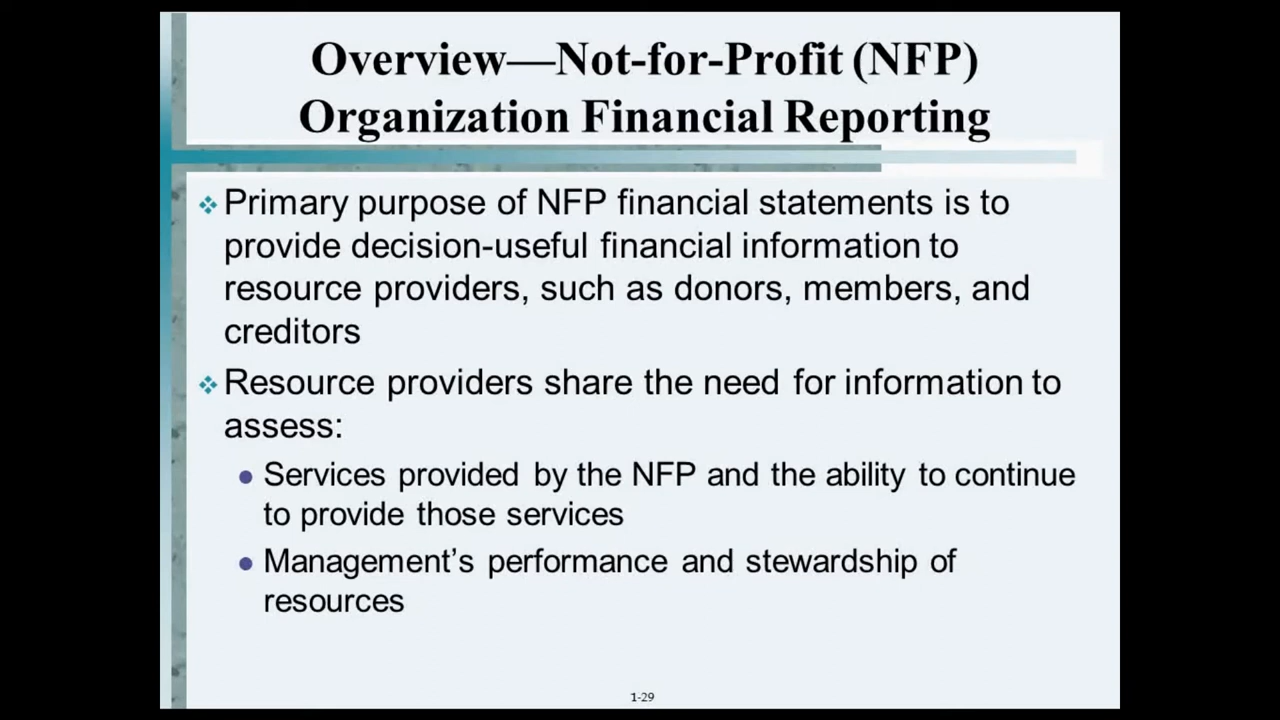 Overview—Not-for-Profit (NFP)
Organization Financial Reporting
Primary purpose of NFP financial statements is to
provide decision-useful financial information to
resource providers, such as donors, members, and
creditors
Resource providers share the need for information to
assess:
Services provided by the NFP and the ability to continue
to provide those services
Management’s performance and stewardship of
resources
1-29